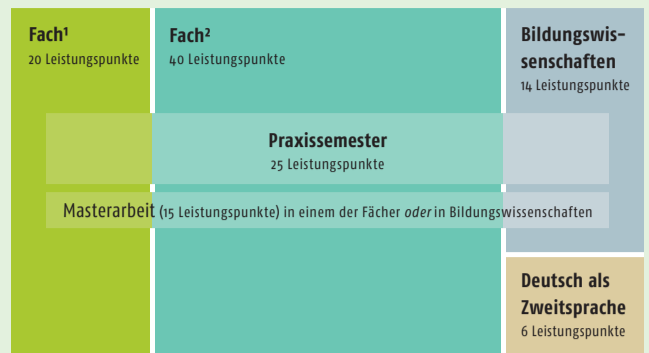 Fach¹
20 Leistungspunkte
Fach²
40 Leistungspunkte
Bildungswis-
senschaften
14 Leistungspunkte
Praxissemester
25 Leistungspunkte
Masterarbeit (15 Leistungspunkte) in einem der Fächer oder in Bildungswissenschaften
Deutsch als
Zweitsprache
6 Leistungspunkte